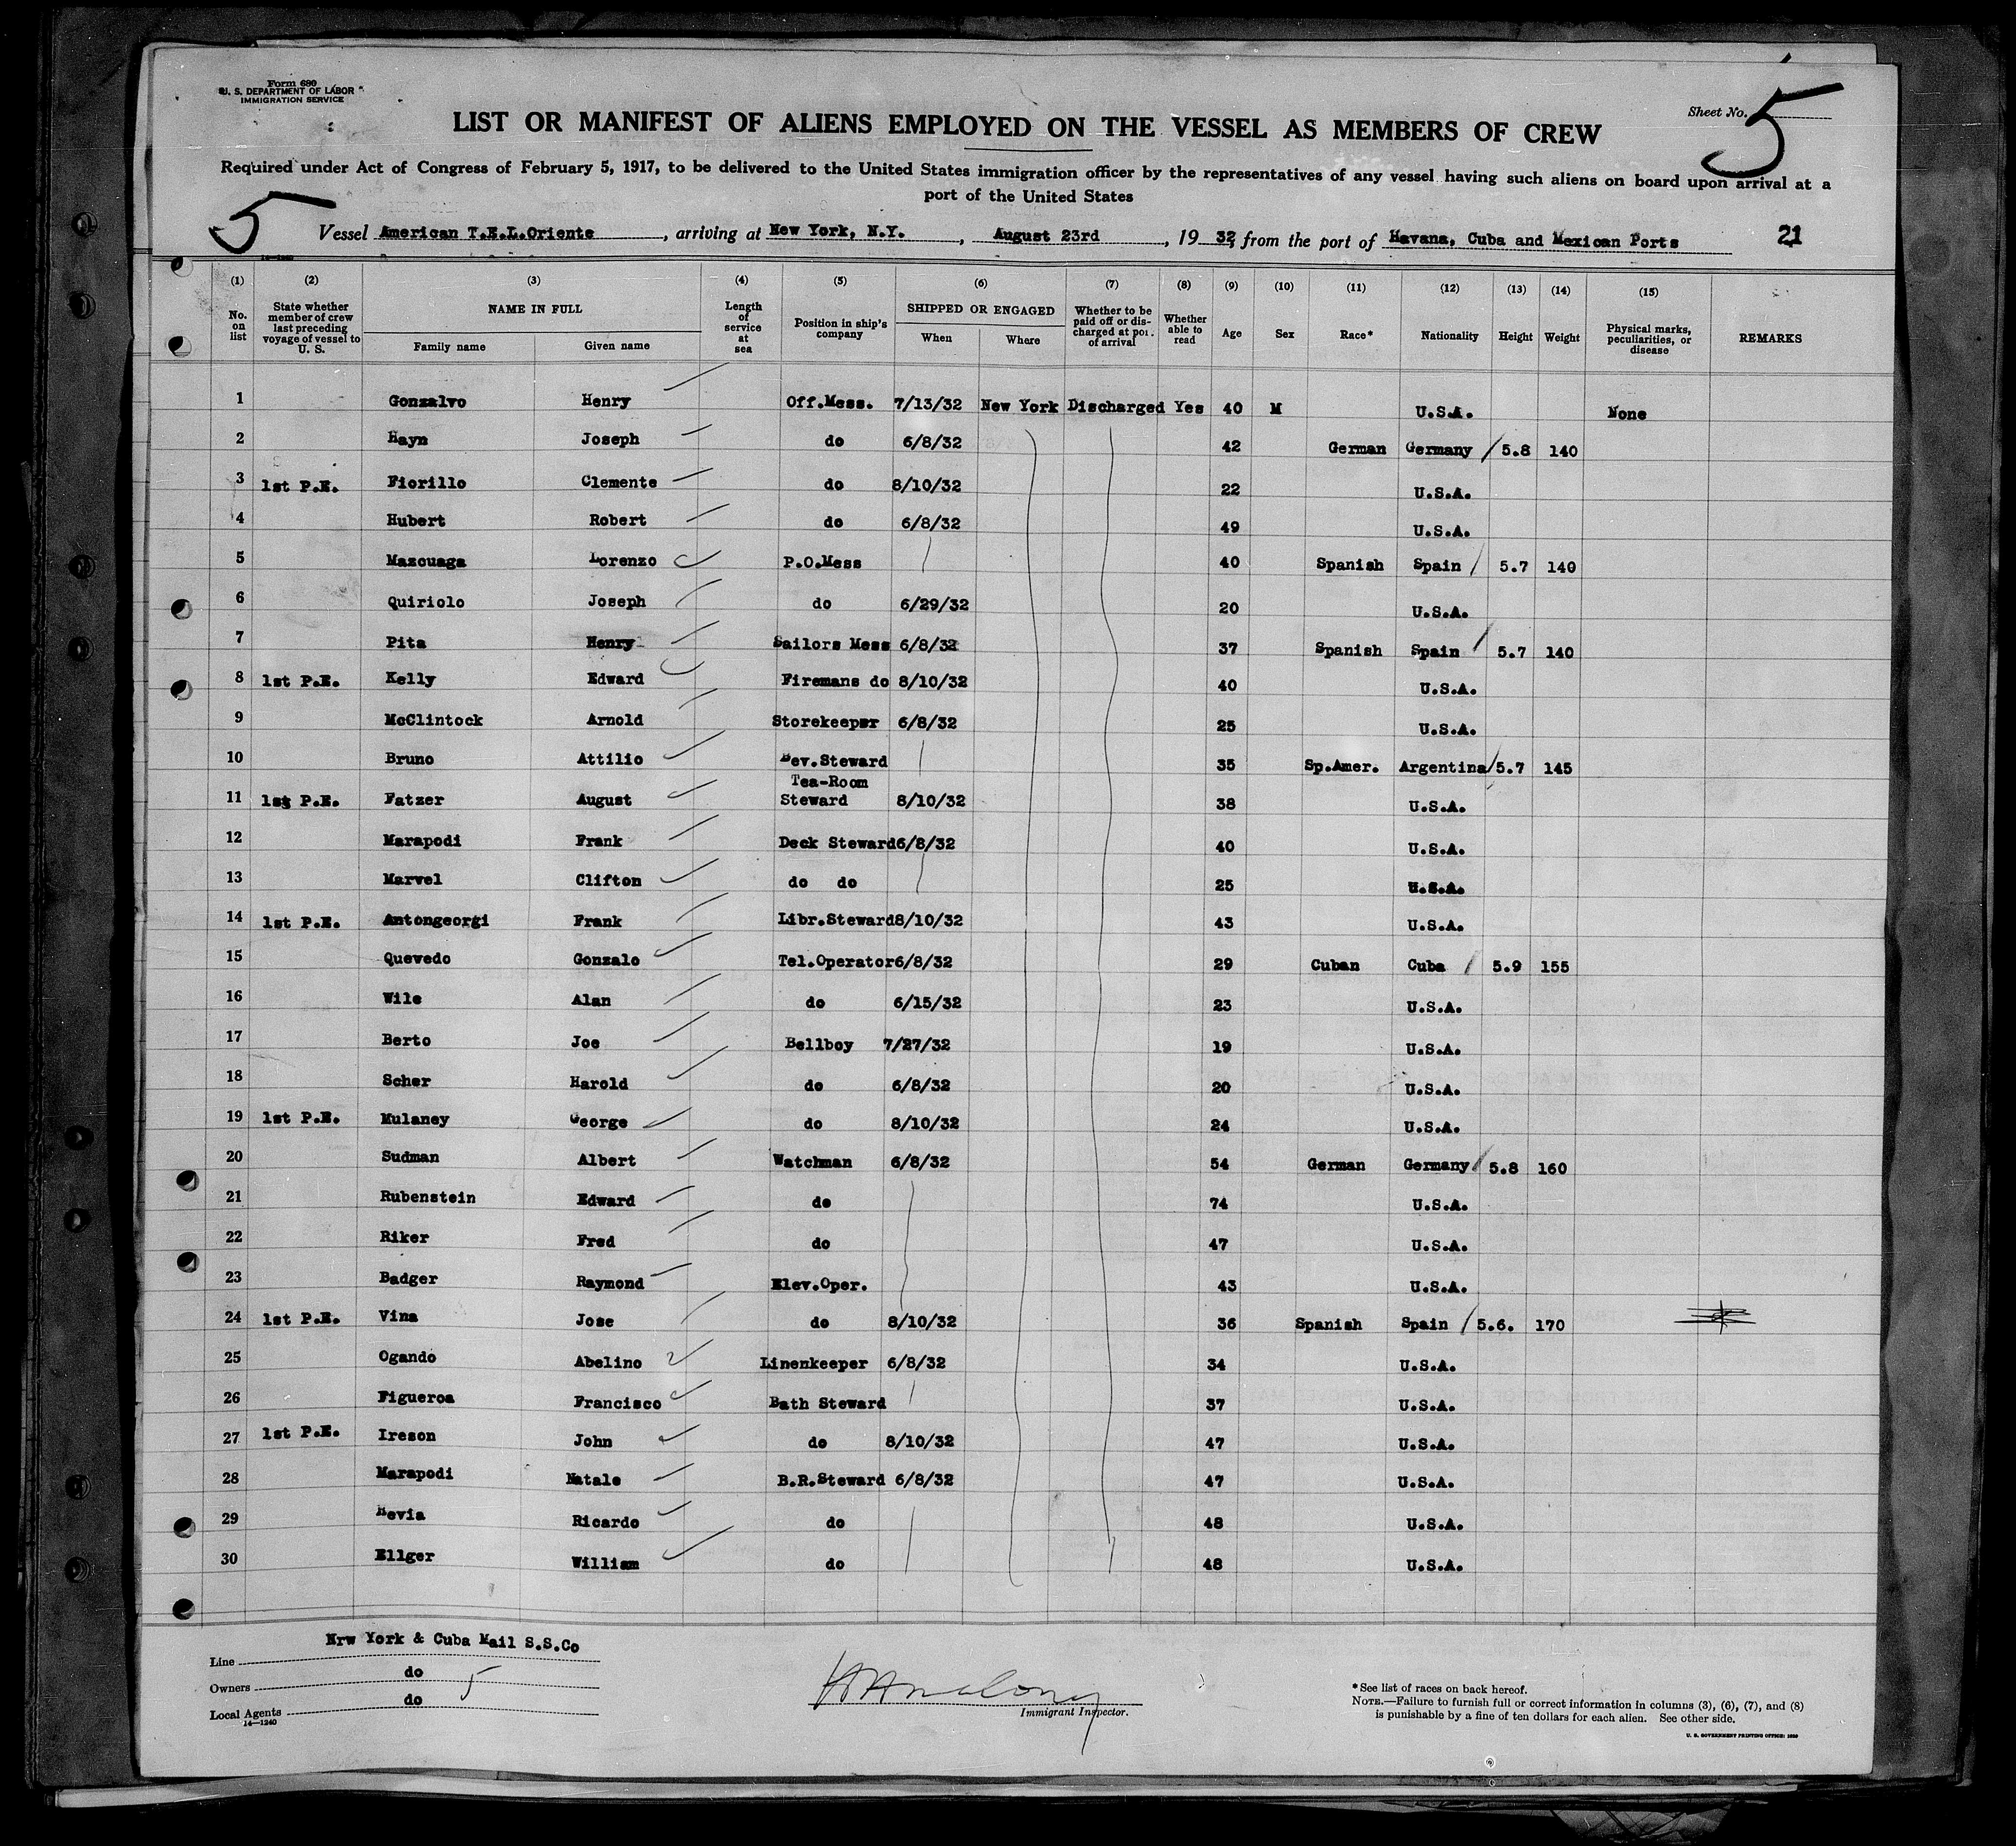 Form 680
U. S. DEPARTMENT OF LABOR
IMMIGRATION SERVICE
Sheet No. 5
LIST OR MANIFEST OF ALIENS EMPLOYED ON THE VESSEL AS MEMBERS OF CREW
Required under Act of Congress of February 5, 1917, to be delivered to the United States immigration officer by the representatives of any vessel having such aliens on board upon arrival at a
port of the United States
5 Vessel American T.E.L.Oriente, arriving at New York, N.Y., August 23rd, 19 32, from the port of Havana, Cuba and Mexican Ports 21
(1) (2) (3) (4) (5) (6) (7) (8) (9) (10) (11) (12) (13) (14) (15)
No. on list State whether member of crew last preceding voyage of vessel to U. S. NAME IN FULL Family name Given name Length of service at sea Position in ship's company SHIPPED OR ENGAGED When Where Whether to be paid off or discharged at port of arrival Whether able to read Age Sex Race* Nationality Height Weight Physical marks, peculiarities, or disease REMARKS
1 Gonzalvo Henry Off.Mess. 7/13/32 New York Discharged Yes 40 M U.S.A. None
2 Hayn Joseph do 6/8/32 42 German Germany 5.8 140
3 1st P.E. Fiorillo Clemente do 8/10/32 22 U.S.A.
4 Hubert Robert do 6/8/32 49 U.S.A.
5 Mazcuaga Lorenzo P.O.Mess 40 Spanish Spain 5.7 140
6 Quiriolo Joseph do 6/29/32 20 U.S.A.
7 Pita Henry Sailors Mess 6/8/32 37 Spanish Spain 5.7 140
8 1st P.E. Kelly Edward Firemans do 8/10/32 40 U.S.A.
9 McClintock Arnold Storekeeper 6/8/32 25 U.S.A.
10 Bruno Attilio Bev.Steward 35 Sp.Amer. Argentina 5.7 145
11 1st P.E. Fatzer August Tea-Room Steward 8/10/32 38 U.S.A.
12 Marapodi Frank Deck Steward 6/8/32 40 U.S.A.
13 Marvel Clifton do do 25 U.S.A.
14 1st P.E. Antongeorgi Frank Libr.Steward 8/10/32 43 U.S.A.
15 Quevedo Gonzalo Tel.Operator 6/8/32 29 Cuban Cuba 5.9 155
16 Wile Alan do 6/15/32 23 U.S.A.
17 Berto Joe Bellboy 7/27/32 19 U.S.A.
18 Scher Harold do 6/8/32 20 U.S.A.
19 1st P.E. Mulaney George do 8/10/32 24 U.S.A.
20 Sudman Albert Watchman 6/8/32 54 German Germany 5.8 160
21 Rubenstein Edward do 74 U.S.A.
22 Riker Fred do 47 U.S.A.
23 Badger Raymond Elev.Oper. 43 U.S.A.
24 1st P.E. Vina Jose do 8/10/32 36 Spanish Spain 5.6. 170
25 Ogando Abelino Linenkeeper 6/8/32 34 U.S.A.
26 Figueroa Francisco Bath Steward 37 U.S.A.
27 1st P.E. Ireson John do 8/10/32 47 U.S.A.
28 Marapodi Natale B.R.Steward 6/8/32 47 U.S.A.
29 Hevia Ricardo do 48 U.S.A.
30 Ellger William do 48 U.S.A.
Line Nrw York & Cuba Mail S.S.Co
Owners do
Local Agents do 5
14—1240
Immigrant Inspector.
*See list of races on back hereof.
NOTE.—Failure to furnish full or correct information in columns (3), (6), (7), and (8)
is punishable by a fine of ten dollars for each alien. See other side.